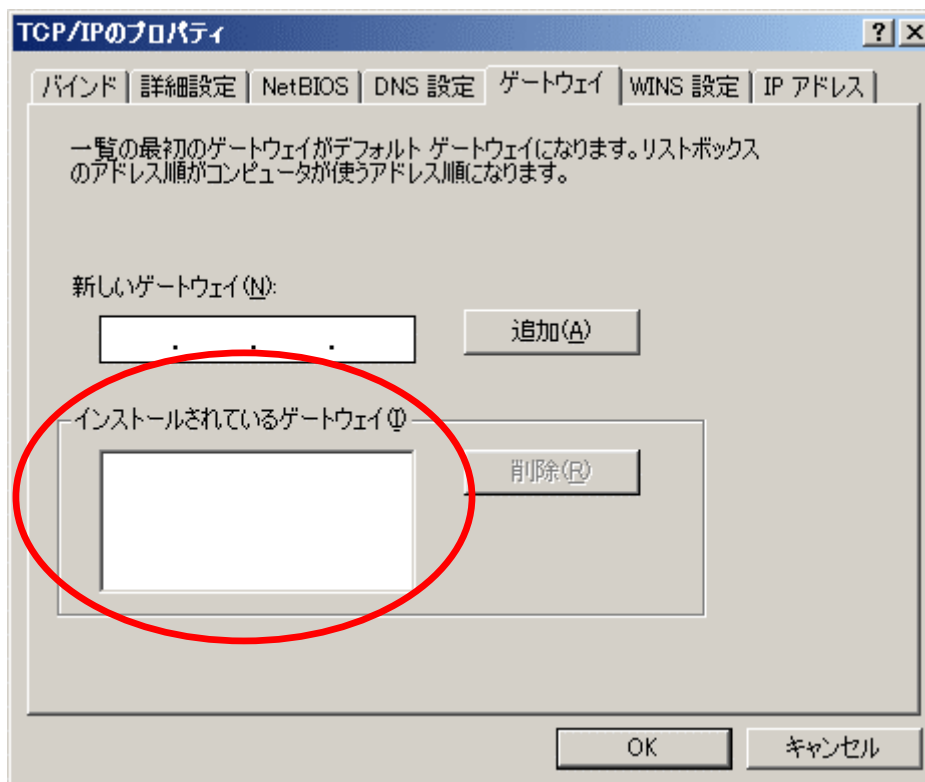 TCP/IPのプロパティ
バインド 詳細設定 NetBIOS DNS 設定 ゲートウェイ WINS 設定 IP アドレス
一覧の最初のゲートウェイがデフォルト ゲートウェイになります。リストボックス
のアドレス順がコンピュータが使うアドレス順になります。
新しいゲートウェイ(N):
. . . 追加(A)
インストールされているゲートウェイ(I)
削除(R)
OK キャンセル